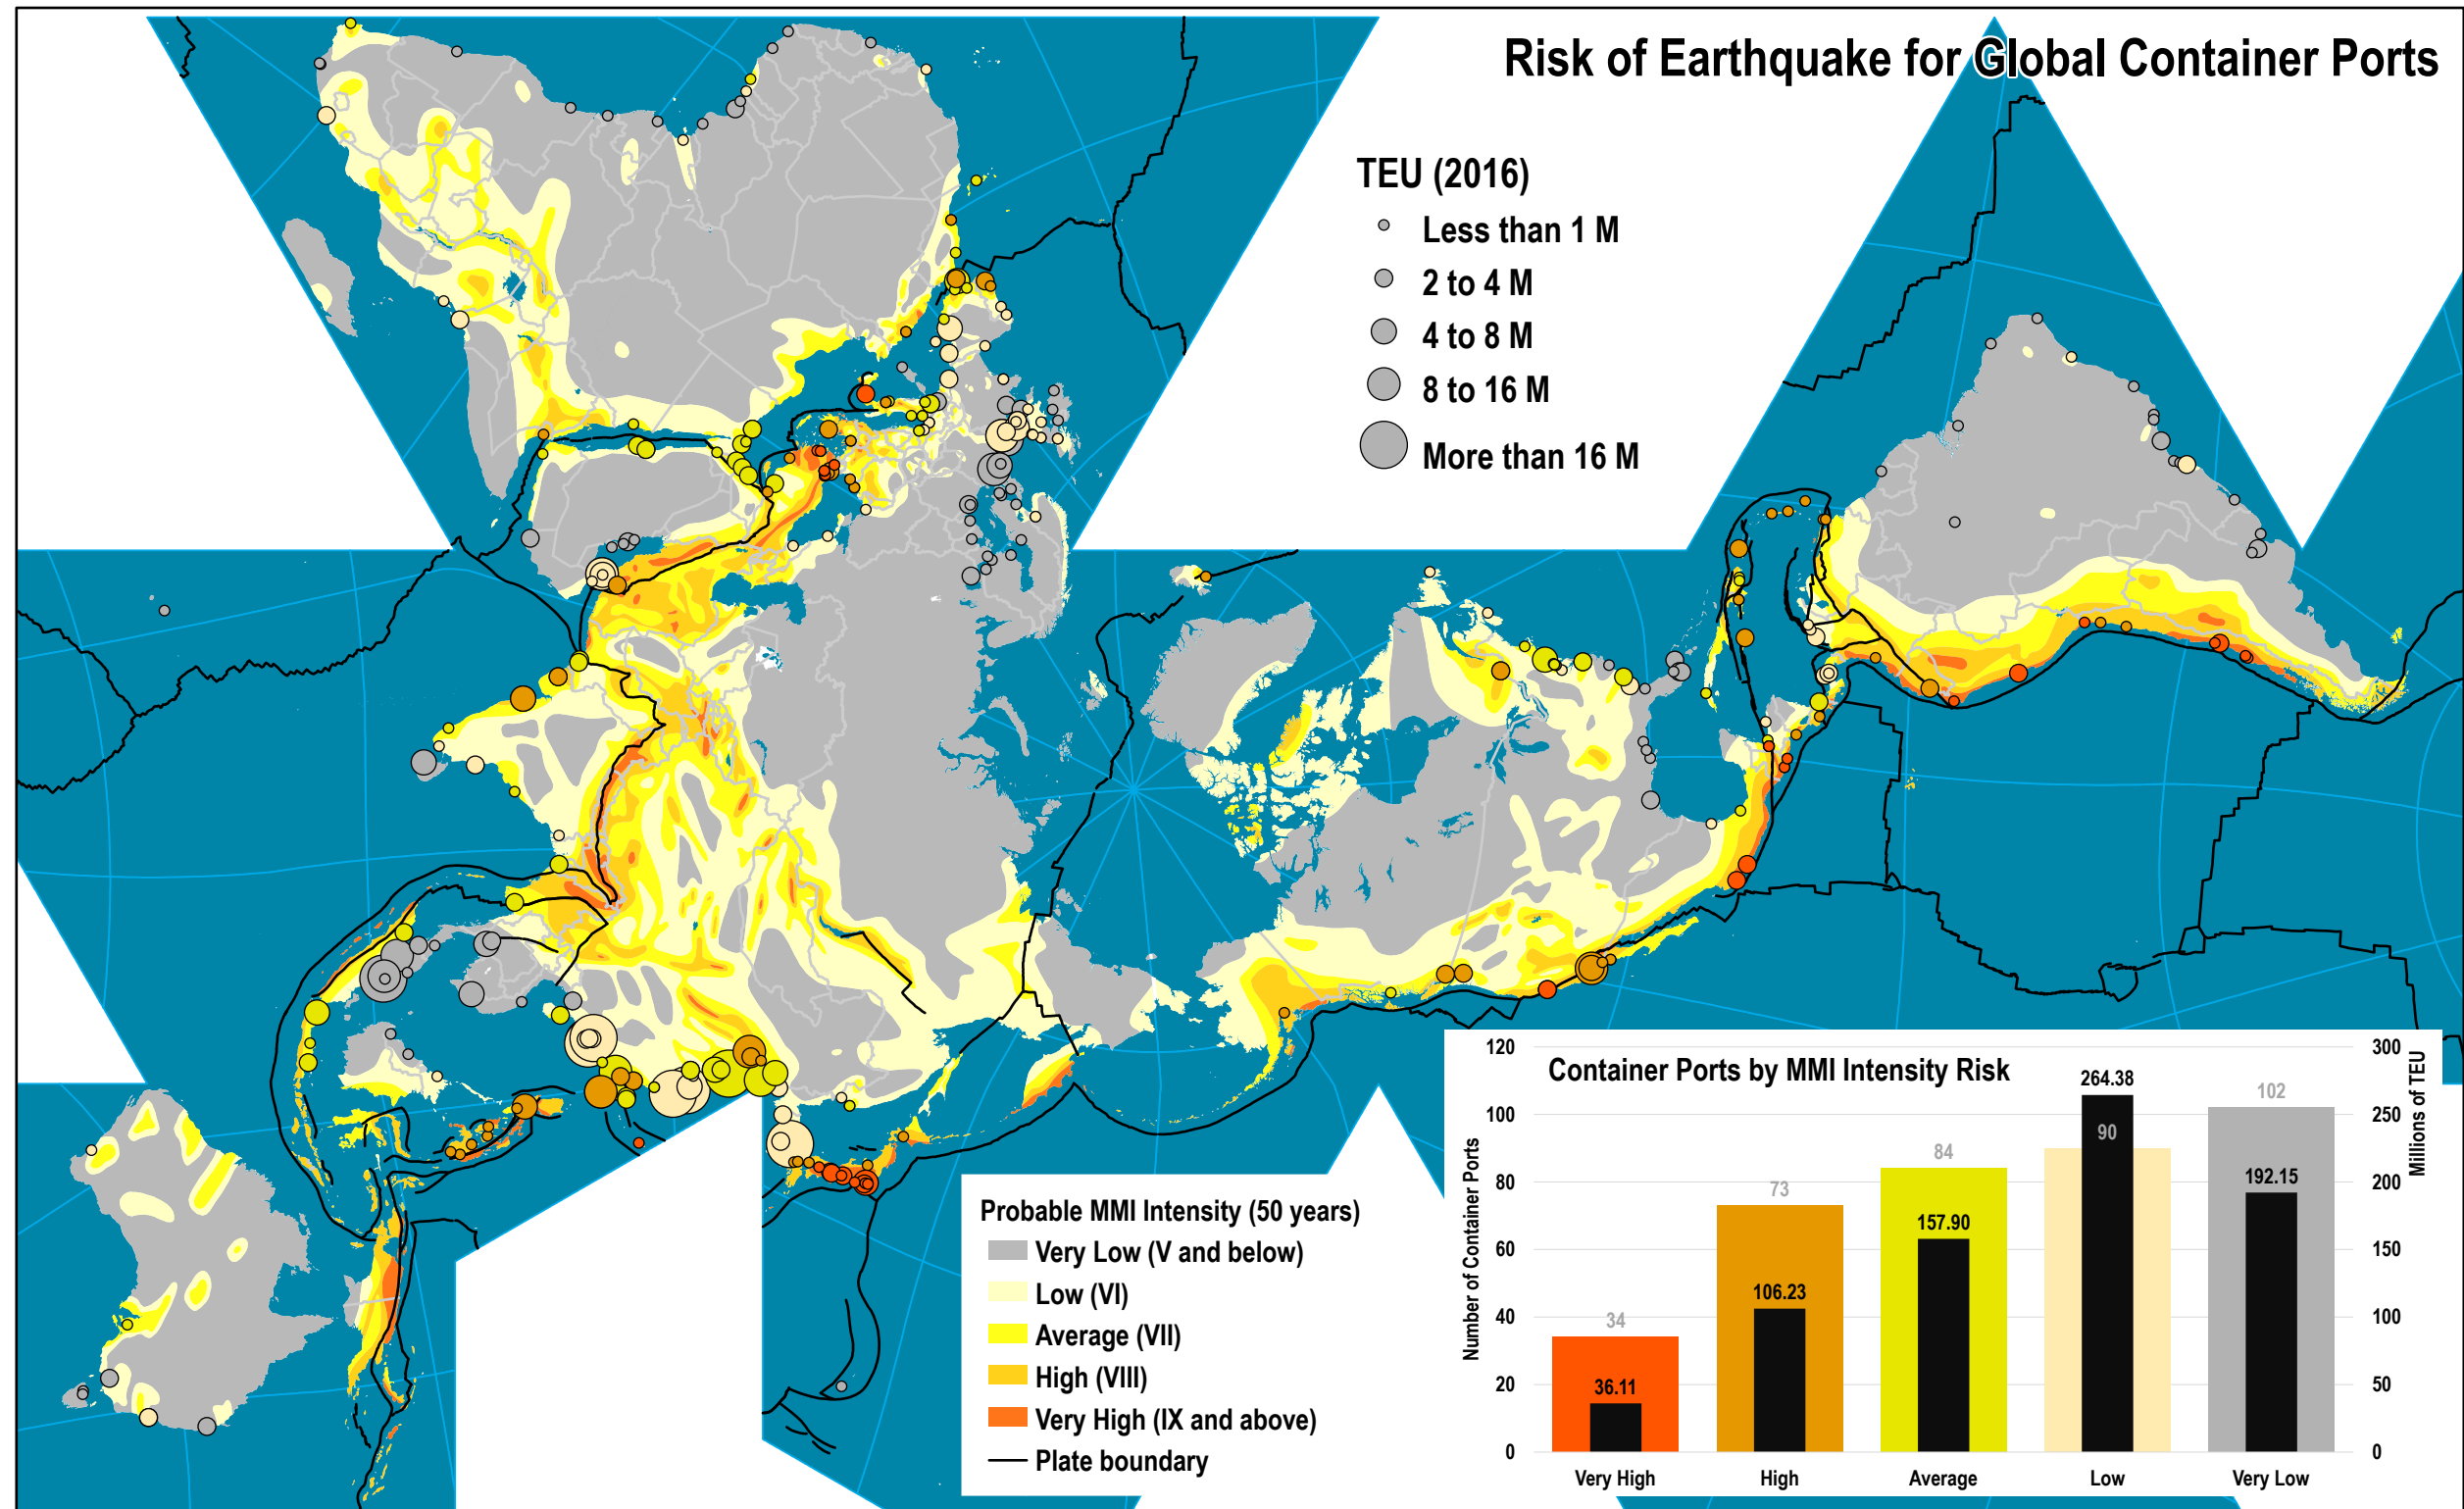 Risk of Earthquake for Global Container Ports
TEU (2016)
Less than 1 M
2 to 4 M
4 to 8 M
8 to 16 M
More than 16 M
Probable MMI Intensity (50 years)
Very Low (V and below)
Low (VI)
Average (VII)
High (VIII)
Very High (IX and above)
Plate boundary
Container Ports by MMI Intensity Risk
Number of Container Ports
120
100
80
60
40
20
0
34
36.11
73
106.23
84
157.90
264.38
90
102
192.15
300
250
200
150
100
50
0
Millions of TEU
Very High
High
Average
Low
Very Low